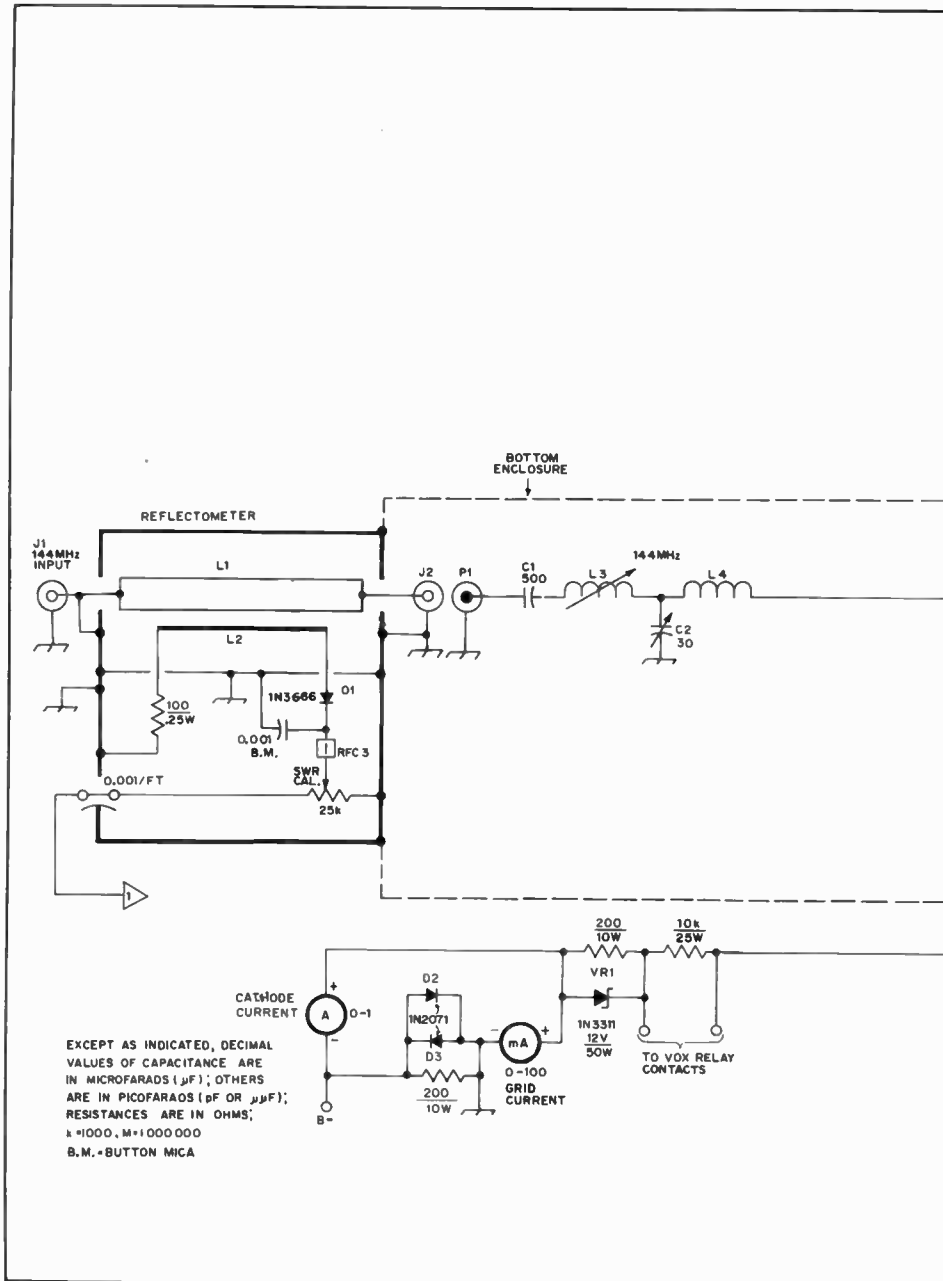 BOTTOM
ENCLOSURE
REFLECTOMETER
J1
144MHz
INPUT
L1
J2
P1
C1
500
L3
144MHz
L4
C2
30
L2
1N3666
D1
100
.25W
0.001
B.M.
RFC3
SWR
CAL.
25k
0.001/FT
1
200
10W
10k
25W
VR1
1N3311
12V
50W
TO VOX RELAY
CONTACTS
CATHODE
CURRENT
+
A
0-1
-
D2
1N2071
D3
200
10W
-
mA
+
0-100
GRID
CURRENT
B-
EXCEPT AS INDICATED, DECIMAL
VALUES OF CAPACITANCE ARE
IN MICROFARADS (μF); OTHERS
ARE IN PICOFARADS (pF OR μμF);
RESISTANCES ARE IN OHMS;
k=1000, M=1000000
B.M.=BUTTON MICA